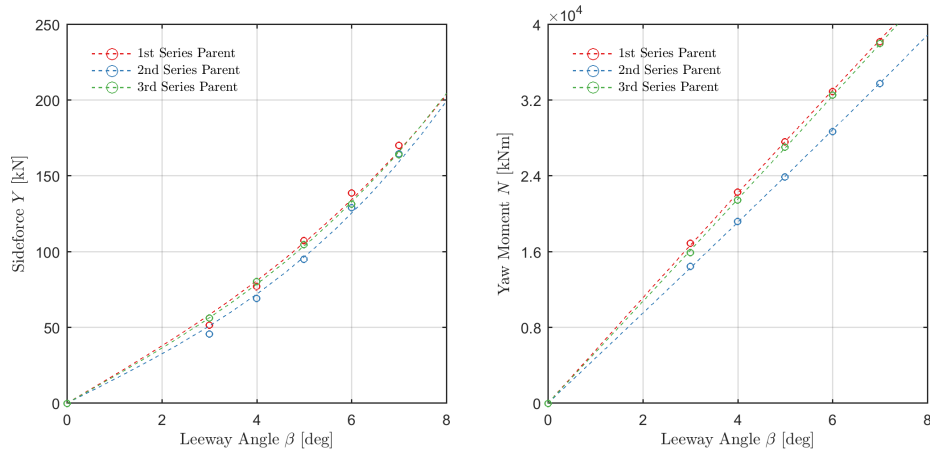 250
200
150
100
50
0
0 2 4 6 8
Sideforce Y [kN]
Leeway Angle β [deg]
1st Series Parent
2nd Series Parent
3rd Series Parent
×10⁴
4
3.2
2.4
1.6
0.8
0
0 2 4 6 8
Yaw Moment N [kNm]
Leeway Angle β [deg]
1st Series Parent
2nd Series Parent
3rd Series Parent